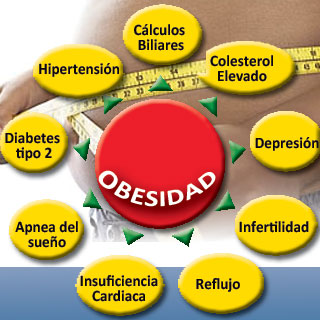 Cálculos
Biliares
Colesterol
Elevado
Depresión
Infertilidad
Reflujo
Insuficiencia
Cardiaca
Apnea del
sueño
Diabetes
tipo 2
Hipertensión
OBESIDAD